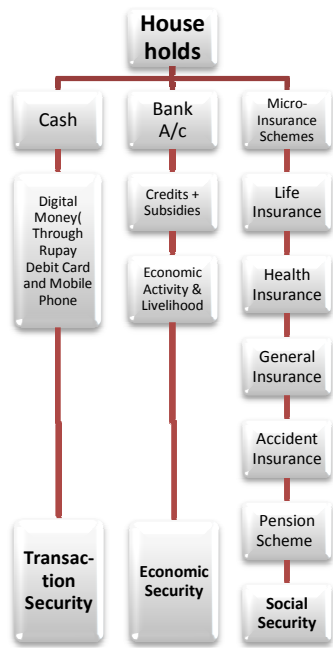 House
holds
Cash
Digital
Money(
Through
Rupay
Debit Card
and Mobile
Phone
Transac-
tion
Security
Bank
A/c
Credits +
Subsidies
Economic
Activity &
Livelihood
Economic
Security
Micro-
Insurance
Schemes
Life
Insurance
Health
Insurance
General
Insurance
Accident
Insurance
Pension
Scheme
Social
Security